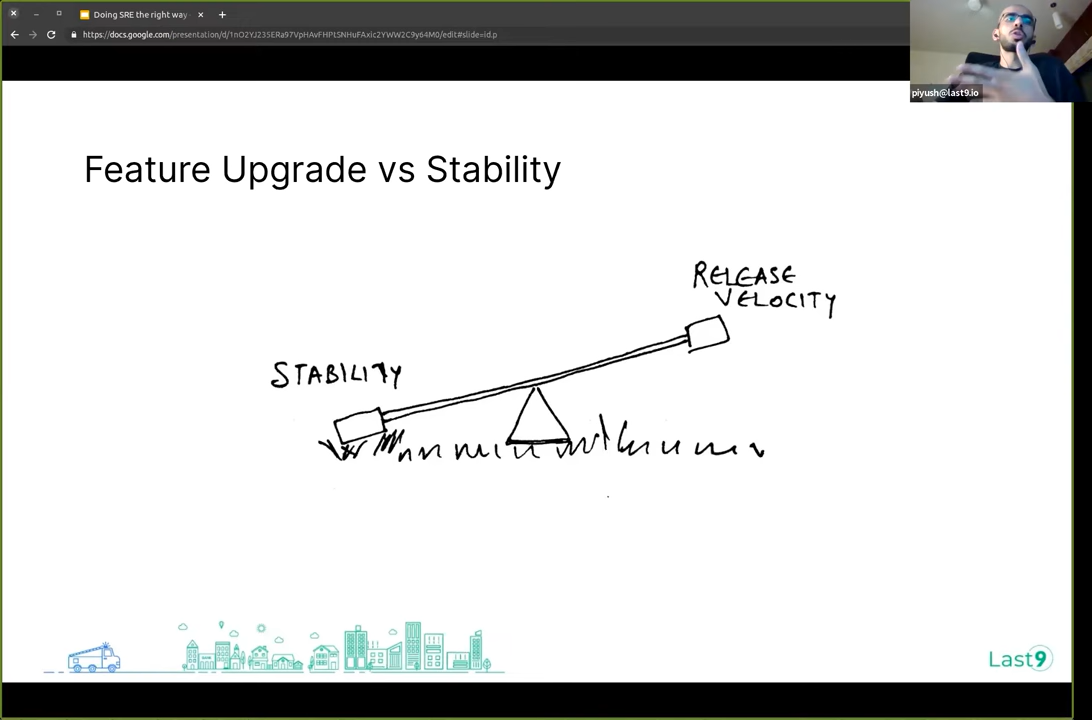 Doing SRE the right way
https://docs.google.com/presentation/d/1nO2YJ235ERa97VpHAvFHPtSNHuFAxic2YWW2C9y64M0/edit#slide=id.p
piyush@last9.io
Feature Upgrade vs Stability
RELEASE
VELOCITY
STABILITY
Last9